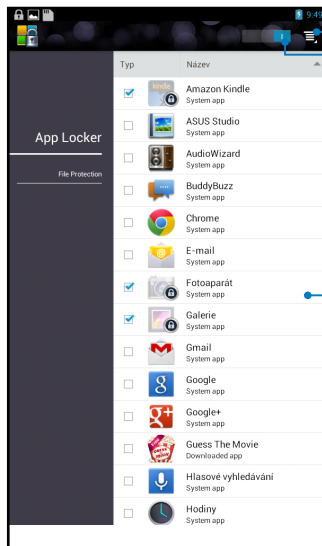 9:49
Typ Název
App Locker
File Protection
Amazon Kindle
System app
ASUS Studio
System app
AudioWizard
System app
BuddyBuzz
System app
Chrome
System app
E-mail
System app
Fotoaparát
System app
Galerie
System app
Gmail
System app
Google
System app
Google+
System app
Guess The Movie
Downloaded app
Hlasové vyhledávání
System app
Hodiny
System app